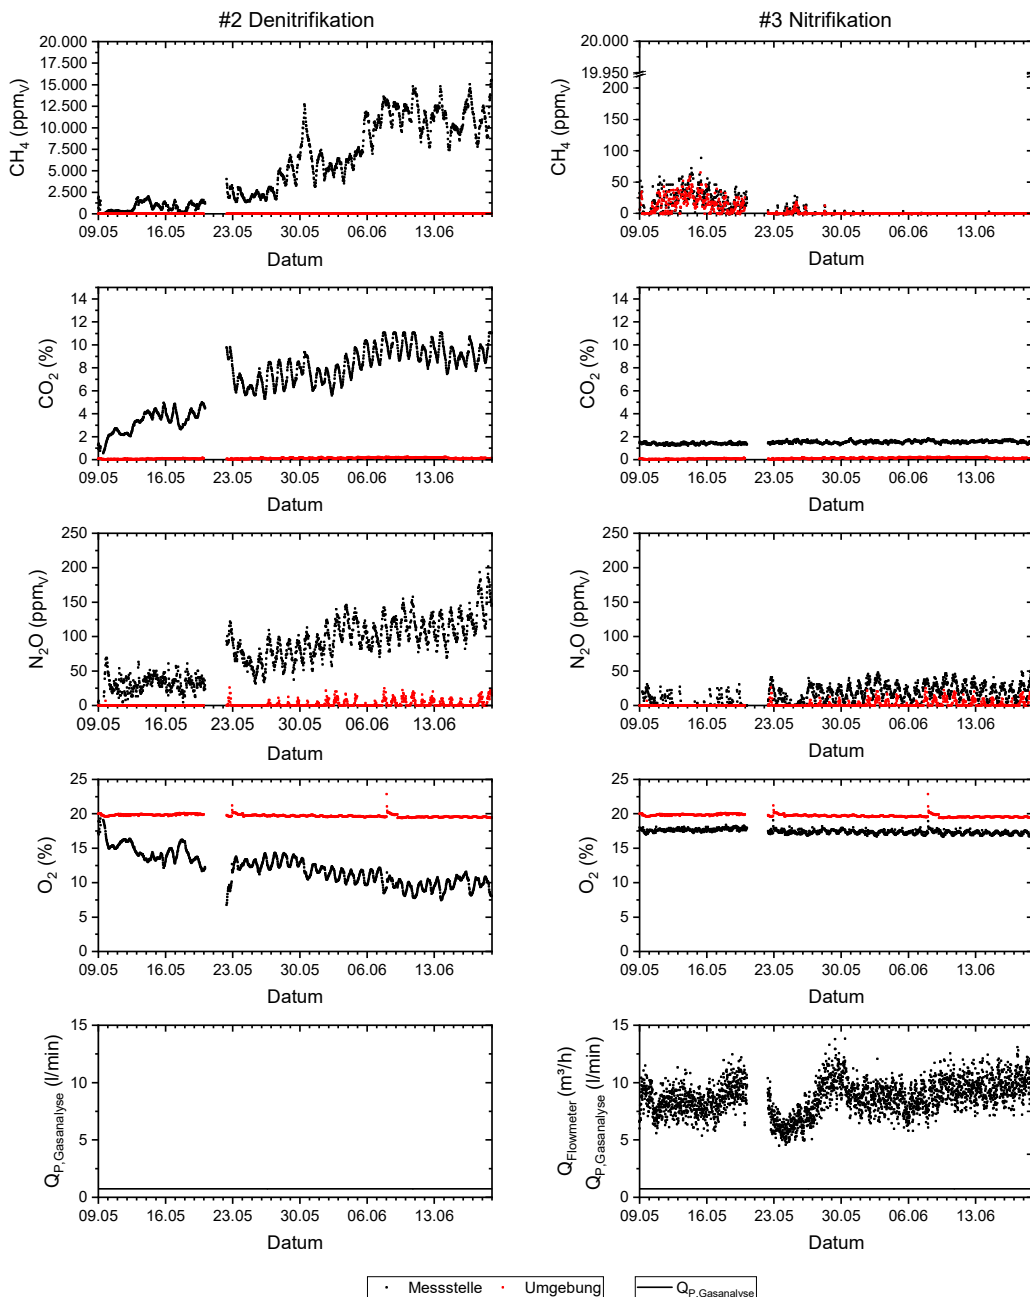 #2 Denitrifikation
#3 Nitrifikation
CH4 (ppmV)
20.000
17.500
15.000
12.500
10.000
7.500
5.000
2.500
0
09.05 16.05 23.05 30.05 06.06 13.06
Datum
CH4 (ppmV)
20.000
19.950
200
150
100
50
0
09.05 16.05 23.05 30.05 06.06 13.06
Datum
CO2 (%)
14
12
10
8
6
4
2
0
09.05 16.05 23.05 30.05 06.06 13.06
Datum
CO2 (%)
14
12
10
8
6
4
2
0
09.05 16.05 23.05 30.05 06.06 13.06
Datum
N2O (ppmV)
250
200
150
100
50
0
09.05 16.05 23.05 30.05 06.06 13.06
Datum
N2O (ppmV)
250
200
150
100
50
0
09.05 16.05 23.05 30.05 06.06 13.06
Datum
O2 (%)
25
20
15
10
5
0
09.05 16.05 23.05 30.05 06.06 13.06
Datum
O2 (%)
25
20
15
10
5
0
09.05 16.05 23.05 30.05 06.06 13.06
Datum
QP,Gasanalyse (l/min)
15
10
5
0
09.05 16.05 23.05 30.05 06.06 13.06
Datum
QFlowmeter (m³/h)
QP,Gasanalyse (l/min)
15
10
5
0
09.05 16.05 23.05 30.05 06.06 13.06
Datum
Messstelle Umgebung
QP,Gasanalyse